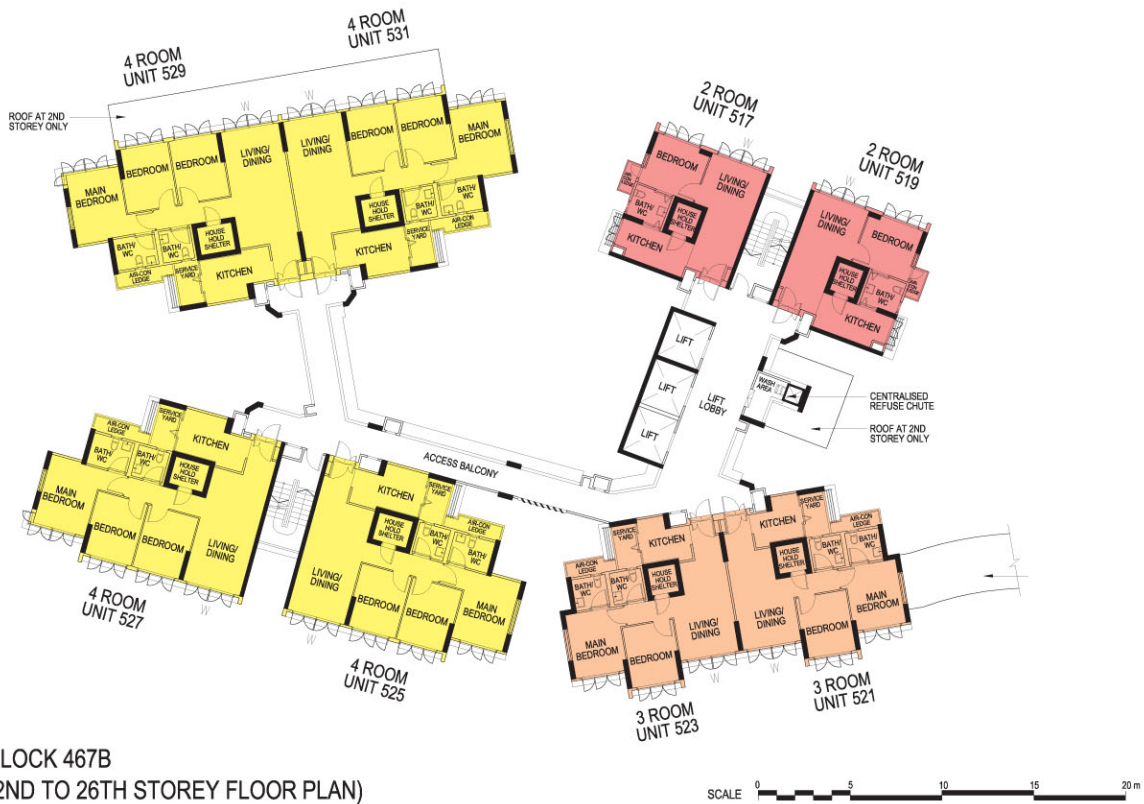 4 ROOM
UNIT 529
4 ROOM
UNIT 531
ROOF AT 2ND
STOREY ONLY
W
W
MAIN
BEDROOM
BEDROOM
BEDROOM
LIVING/
DINING
LIVING/
DINING
BEDROOM
BEDROOM
MAIN
BEDROOM
BATH/
WC
BATH/
WC
HOUSE
HOLD
SHELTER
HOUSE
HOLD
SHELTER
BATH/
WC
BATH/
WC
AIR-CON
LEDGE
AIR-CON LEDGE
SERVICE
YARD
KITCHEN
KITCHEN
SERVICE
YARD
2 ROOM
UNIT 517
2 ROOM
UNIT 519
W
W
BEDROOM
LIVING/
DINING
BATH/
WC
HOUSE
HOLD
SHELTER
KITCHEN
LIVING/
DINING
BEDROOM
HOUSE
HOLD
SHELTER
BATH/
WC
KITCHEN
LIFT
LIFT
LIFT
LIFT
LOBBY
WASH
AREA
CENTRALISED
REFUSE CHUTE
ROOF AT 2ND
STOREY ONLY
ACCESS BALCONY
AIR-CON
LEDGE
SERVICE
YARD
KITCHEN
BATH/
WC
BATH/
WC
HOUSE
HOLD
SHELTER
MAIN
BEDROOM
BEDROOM
BEDROOM
LIVING/
DINING
W
4 ROOM
UNIT 527
KITCHEN
SERVICE
YARD
HOUSE
HOLD
SHELTER
AIR-CON
LEDGE
BATH/
WC
BATH/
WC
LIVING/
DINING
BEDROOM
BEDROOM
MAIN
BEDROOM
W
4 ROOM
UNIT 525
SERVICE
YARD
KITCHEN
AIR-CON
LEDGE
BATH/
WC
BATH/
WC
HOUSE
HOLD
SHELTER
MAIN
BEDROOM
BEDROOM
LIVING/
DINING
W
3 ROOM
UNIT 523
KITCHEN
SERVICE
YARD
HOUSE
HOLD
SHELTER
AIR-CON
LEDGE
BATH/
WC
BATH/
WC
LIVING/
DINING
BEDROOM
MAIN
BEDROOM
W
3 ROOM
UNIT 521
LOCK 467B
2ND TO 26TH STOREY FLOOR PLAN)
SCALE 0 5 10 15 20 m